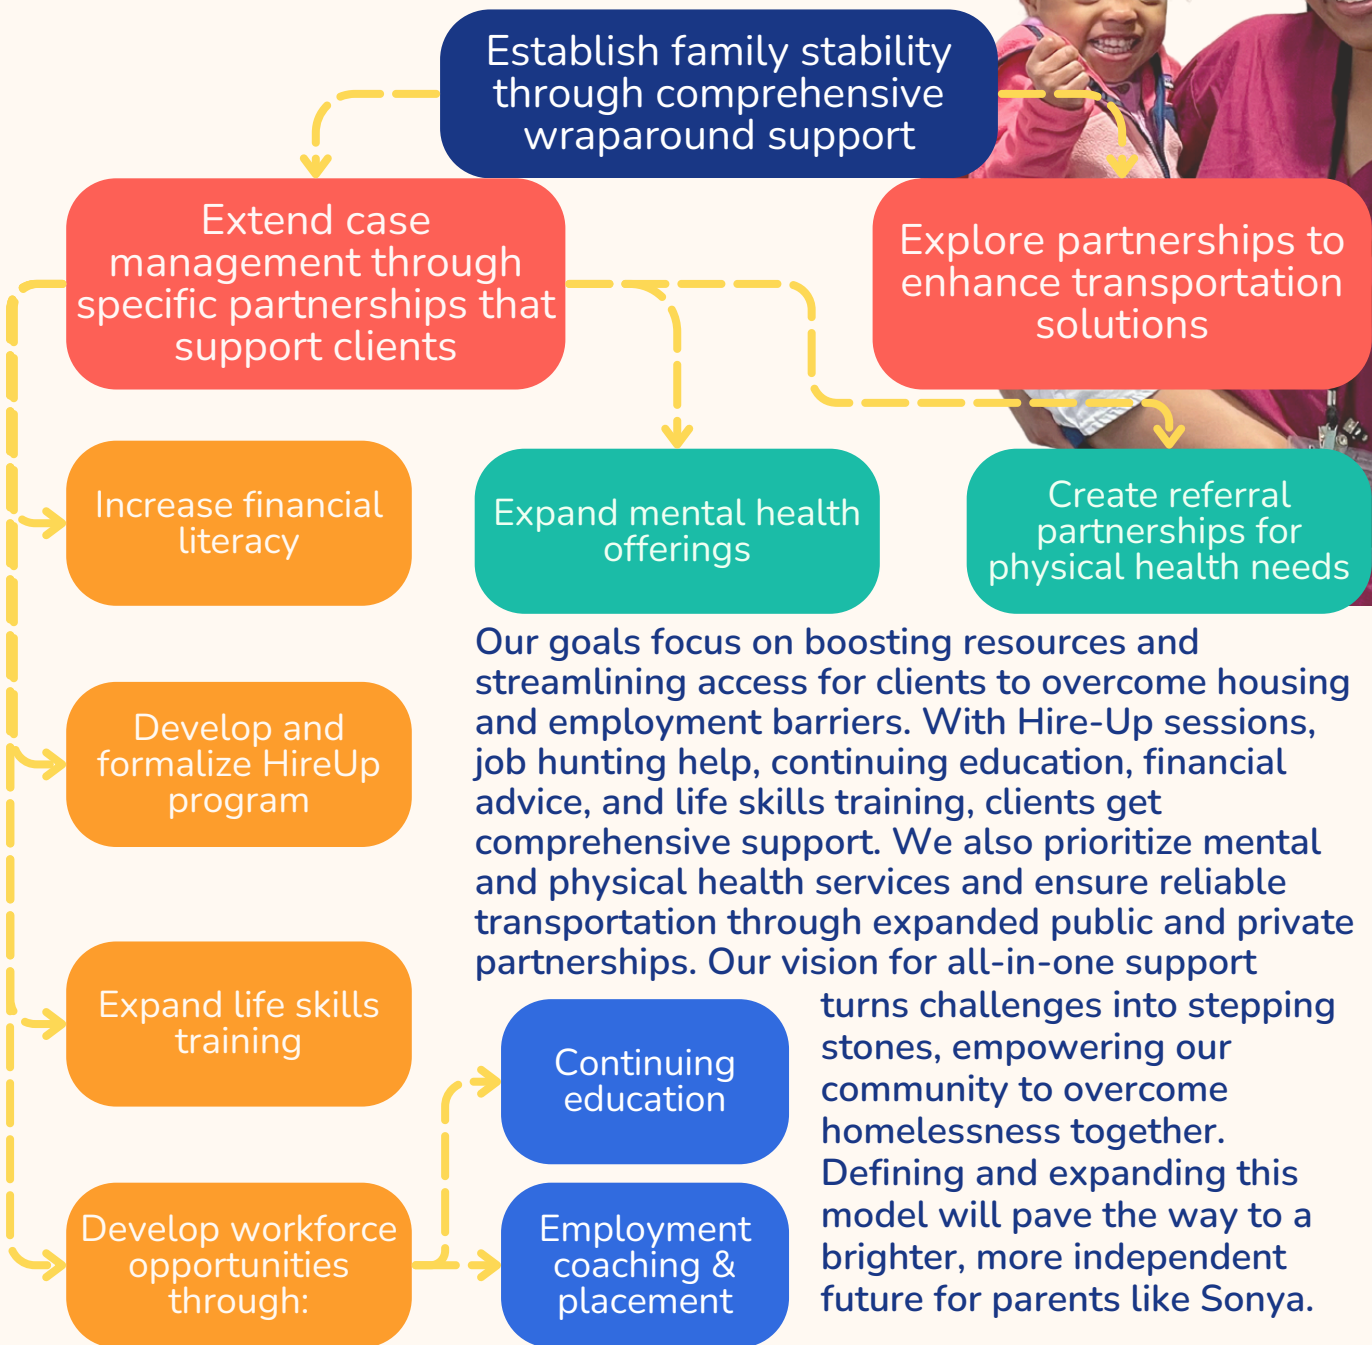 Establish family stability
through comprehensive
wraparound support
Extend case
management through
specific partnerships that
support clients
Explore partnerships to
enhance transportation
solutions
Increase financial
literacy
Expand mental health
offerings
Create referral
partnerships for
physical health needs
Develop and
formalize HireUp
program
Expand life skills
training
Develop workforce
opportunities
through:
Continuing
education
Employment
coaching &
placement
Our goals focus on boosting resources and
streamlining access for clients to overcome housing
and employment barriers. With Hire-Up sessions,
job hunting help, continuing education, financial
advice, and life skills training, clients get
comprehensive support. We also prioritize mental
and physical health services and ensure reliable
transportation through expanded public and private
partnerships. Our vision for all-in-one support
turns challenges into stepping
stones, empowering our
community to overcome
homelessness together.
Defining and expanding this
model will pave the way to a
brighter, more independent
future for parents like Sonya.